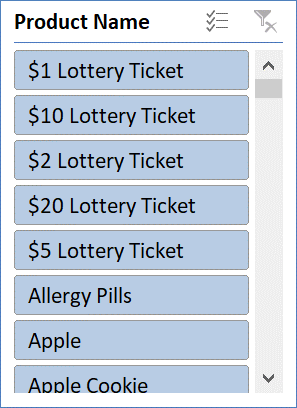 Product Name
$1 Lottery Ticket
$10 Lottery Ticket
$2 Lottery Ticket
$20 Lottery Ticket
$5 Lottery Ticket
Allergy Pills
Apple
Apple Cookie